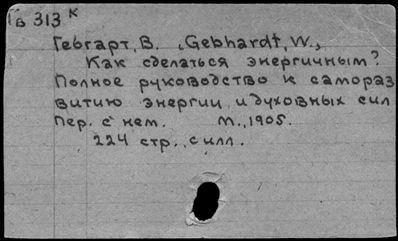 Гв 313 к
Гебгарт, В. , Gebhardt, W.,
Как сделаться энергичным?
Полное руководство к самораз
витию энергии и духовных сил
Пер. с нем. М., 1905.
224 стр., с илл.